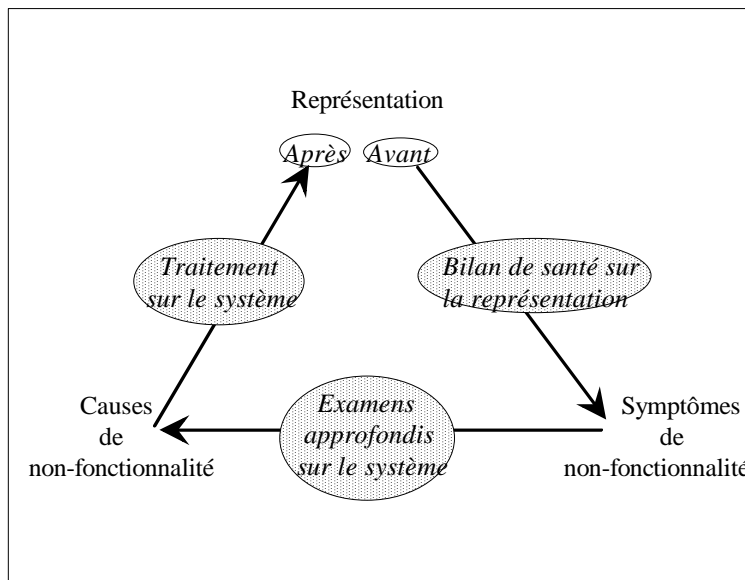 Représentation
Après
Avant
Traitement
sur le système
Bilan de santé sur
la représentation
Causes
de
non-fonctionnalité
Examens
approfondis
sur le système
Symptômes
de
non-fonctionnalité